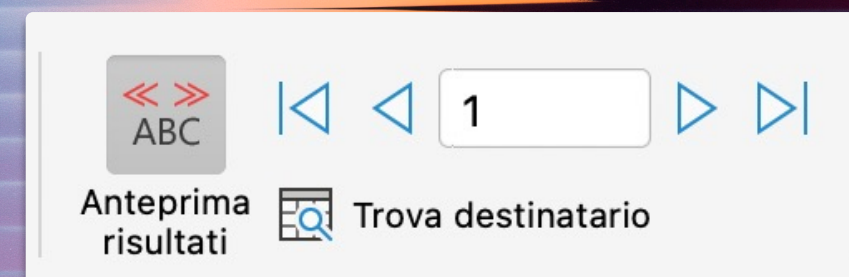 ≪ ≫
ABC
1
Anteprima
risultati
Trova destinatario